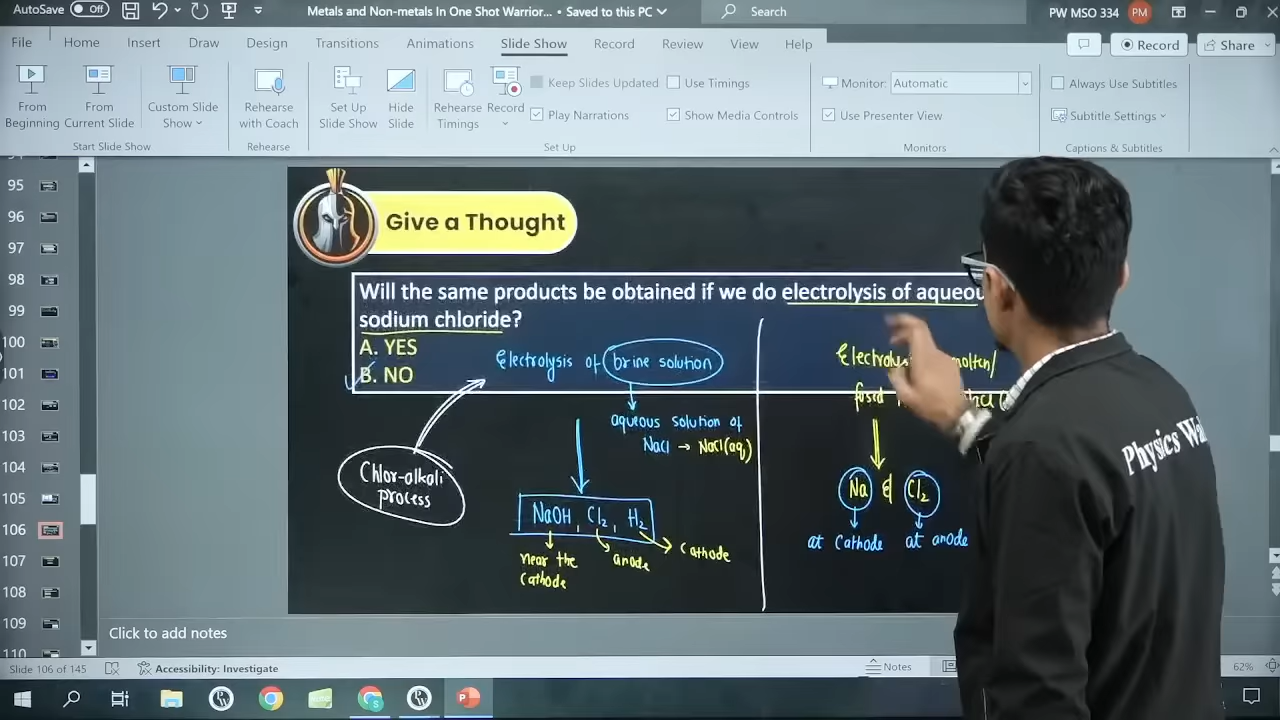 AutoSave Off
Metals and Non-metals In One Shot Warrior... • Saved to this PC
Search
PW MSO 334 PM
File Home Insert Draw Design Transitions Animations Slide Show Record Review View Help
Record Share
From Beginning
From Current Slide
Custom Slide Show
Rehearse with Coach
Set Up Slide Show
Hide Slide
Rehearse Timings
Record
Keep Slides Updated
Use Timings
Play Narrations
Show Media Controls
Monitor: Automatic
Use Presenter View
Always Use Subtitles
Subtitle Settings
Start Slide Show
Rehearse
Set Up
Monitors
Captions & Subtitles
95
96
97
98
99
100
101
102
103
104
105
106
107
108
109
110
Give a Thought
Will the same products be obtained if we do electrolysis of aqueou
sodium chloride?
A. YES
B. NO
Electrolysis of brine solution
aqueous solution of
NaCl → NaCl(aq)
Chlor-alkali
process
NaOH, Cl2, H2
near the
cathode
anode
cathode
molten/
fused
Na & Cl2
at cathode at anode
Physics Wa
Click to add notes
Slide 106 of 145
Accessibility: Investigate
Notes
62%